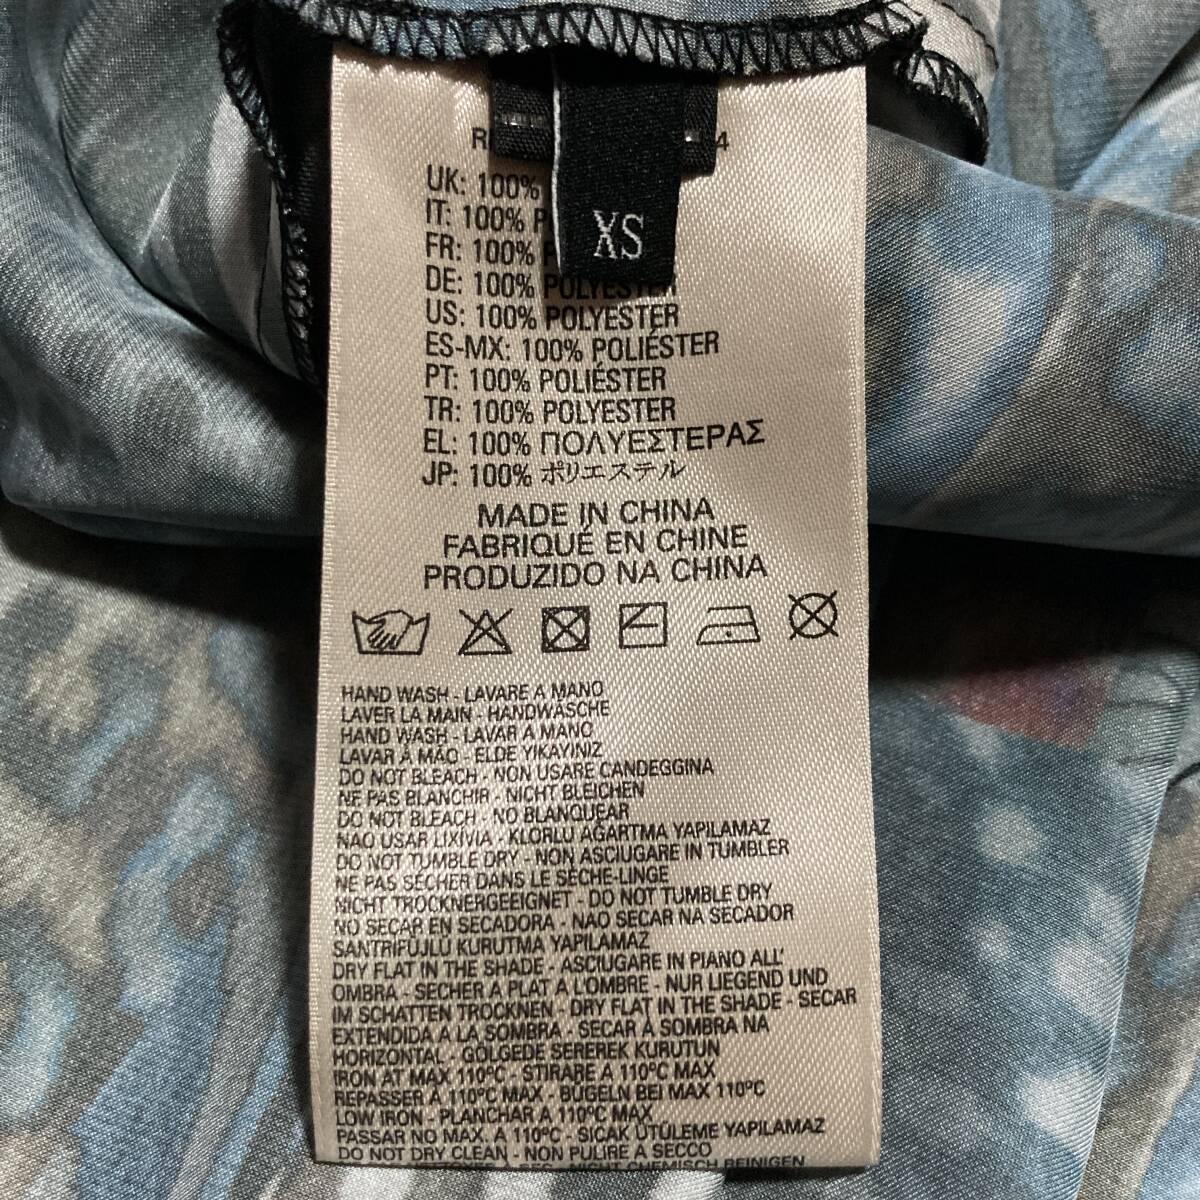 XS
UK: 100%
IT: 100%
FR: 100%
DE: 100% POLYESTER
US: 100% POLYESTER
ES-MX: 100% POLIÉSTER
PT: 100% POLIÉSTER
TR: 100% POLYESTER
EL: 100% ΠΟΛΥΕΣΤΕΡΑΣ
JP: 100% ポリエステル
MADE IN CHINA
FABRIQUÉ EN CHINE
PRODUZIDO NA CHINA
HAND WASH - LAVARE A MANO
LAVER LA MAIN - HANDWÄSCHE
HAND WASH - LAVAR A MANO
LAVAR À MÃO - ELDE YIKAYINIZ
DO NOT BLEACH - NON USARE CANDEGGINA
NE PAS BLANCHIR - NICHT BLEICHEN
DO NOT BLEACH - NO BLANQUEAR
NÃO USAR LIXÍVIA - KLORLU AĞARTMA YAPILAMAZ
DO NOT TUMBLE DRY - NON ASCIUGARE IN TUMBLER
NE PAS SÉCHER DANS LE SÈCHE-LINGE
NICHT TROCKNERGEEIGNET - DO NOT TUMBLE DRY
NO SECAR EN SECADORA - NÃO SECAR NA SECADOR
SANTRIFÜJLÜ KURUTMA YAPILAMAZ
DRY FLAT IN THE SHADE - ASCIUGARE IN PIANO ALL'
OMBRA - SÉCHER A PLAT A L'OMBRE - NUR LIEGEND UND
IM SCHATTEN TROCKNEN - DRY FLAT IN THE SHADE - SECAR
EXTENDIDA A LA SOMBRA - SECAR À SOMBRA NA
HORIZONTAL - GÖLGEDE SEREREK KURUTUN
IRON AT MAX 110°C - STIRARE A 110°C MAX
REPASSER A 110°C MAX - BÜGELN BEI MAX 110°C
LOW IRON - PLANCHAR A 110°C MAX
PASSAR NO MAX. A 110°C - SICAK ÜTÜLEME YAPILAMAZ
DO NOT DRY CLEAN - NON PULIRE A SECCO
NICHT CHEMISCH REINIGEN